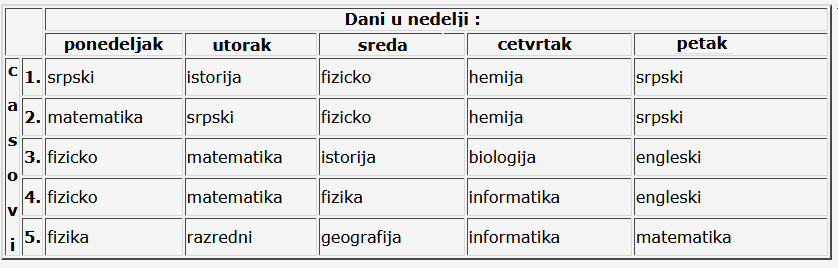 Dani u nedelji :
ponedeljak utorak sreda cetvrtak petak
c a s o v i
1. srpski istorija fizicko hemija srpski
2. matematika srpski fizicko hemija srpski
3. fizicko matematika istorija biologija engleski
4. fizicko matematika fizika informatika engleski
5. fizika razredni geografija informatika matematika